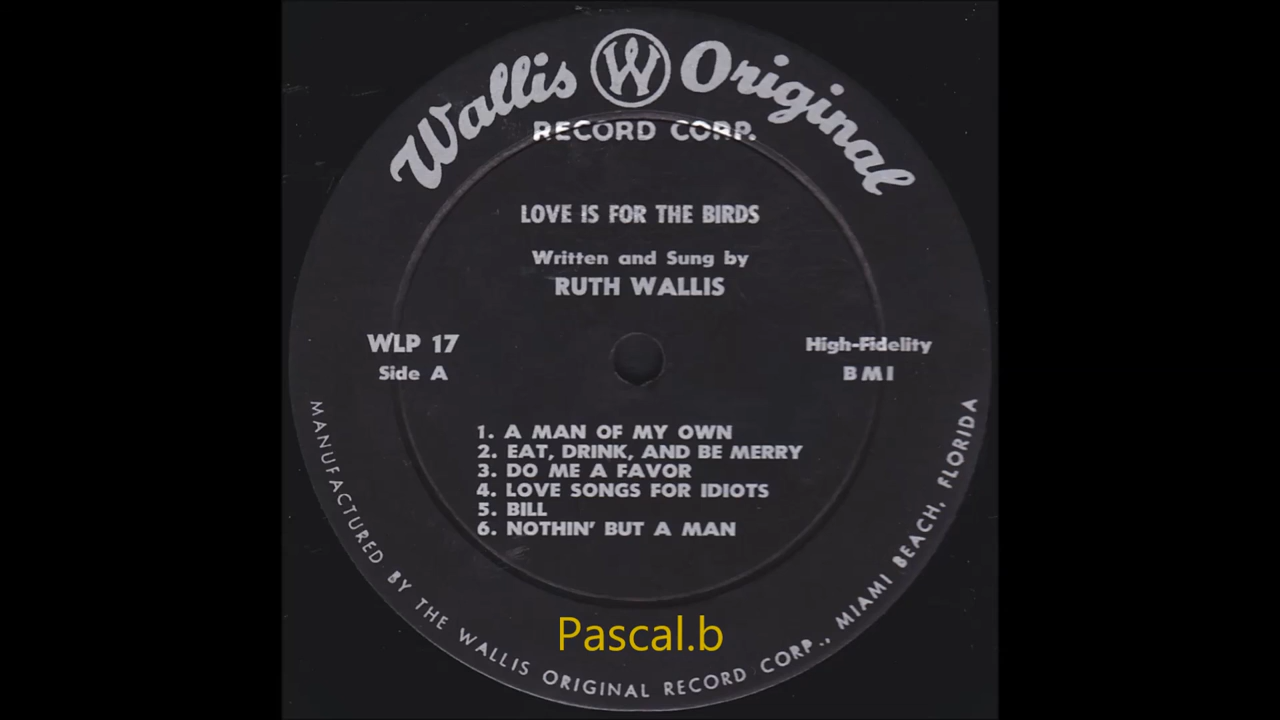 Wallis W Original
RECORD CORP.
LOVE IS FOR THE BIRDS
Written and Sung by
RUTH WALLIS
WLP 17
Side A
High-Fidelity
BMI
1. A MAN OF MY OWN
2. EAT, DRINK, AND BE MERRY
3. DO ME A FAVOR
4. LOVE SONGS FOR IDIOTS
5. BILL
6. NOTHIN' BUT A MAN
MANUFACTURED BY THE WALLIS ORIGINAL RECORD CORP., MIAMI BEACH, FLORIDA
Pascal.b